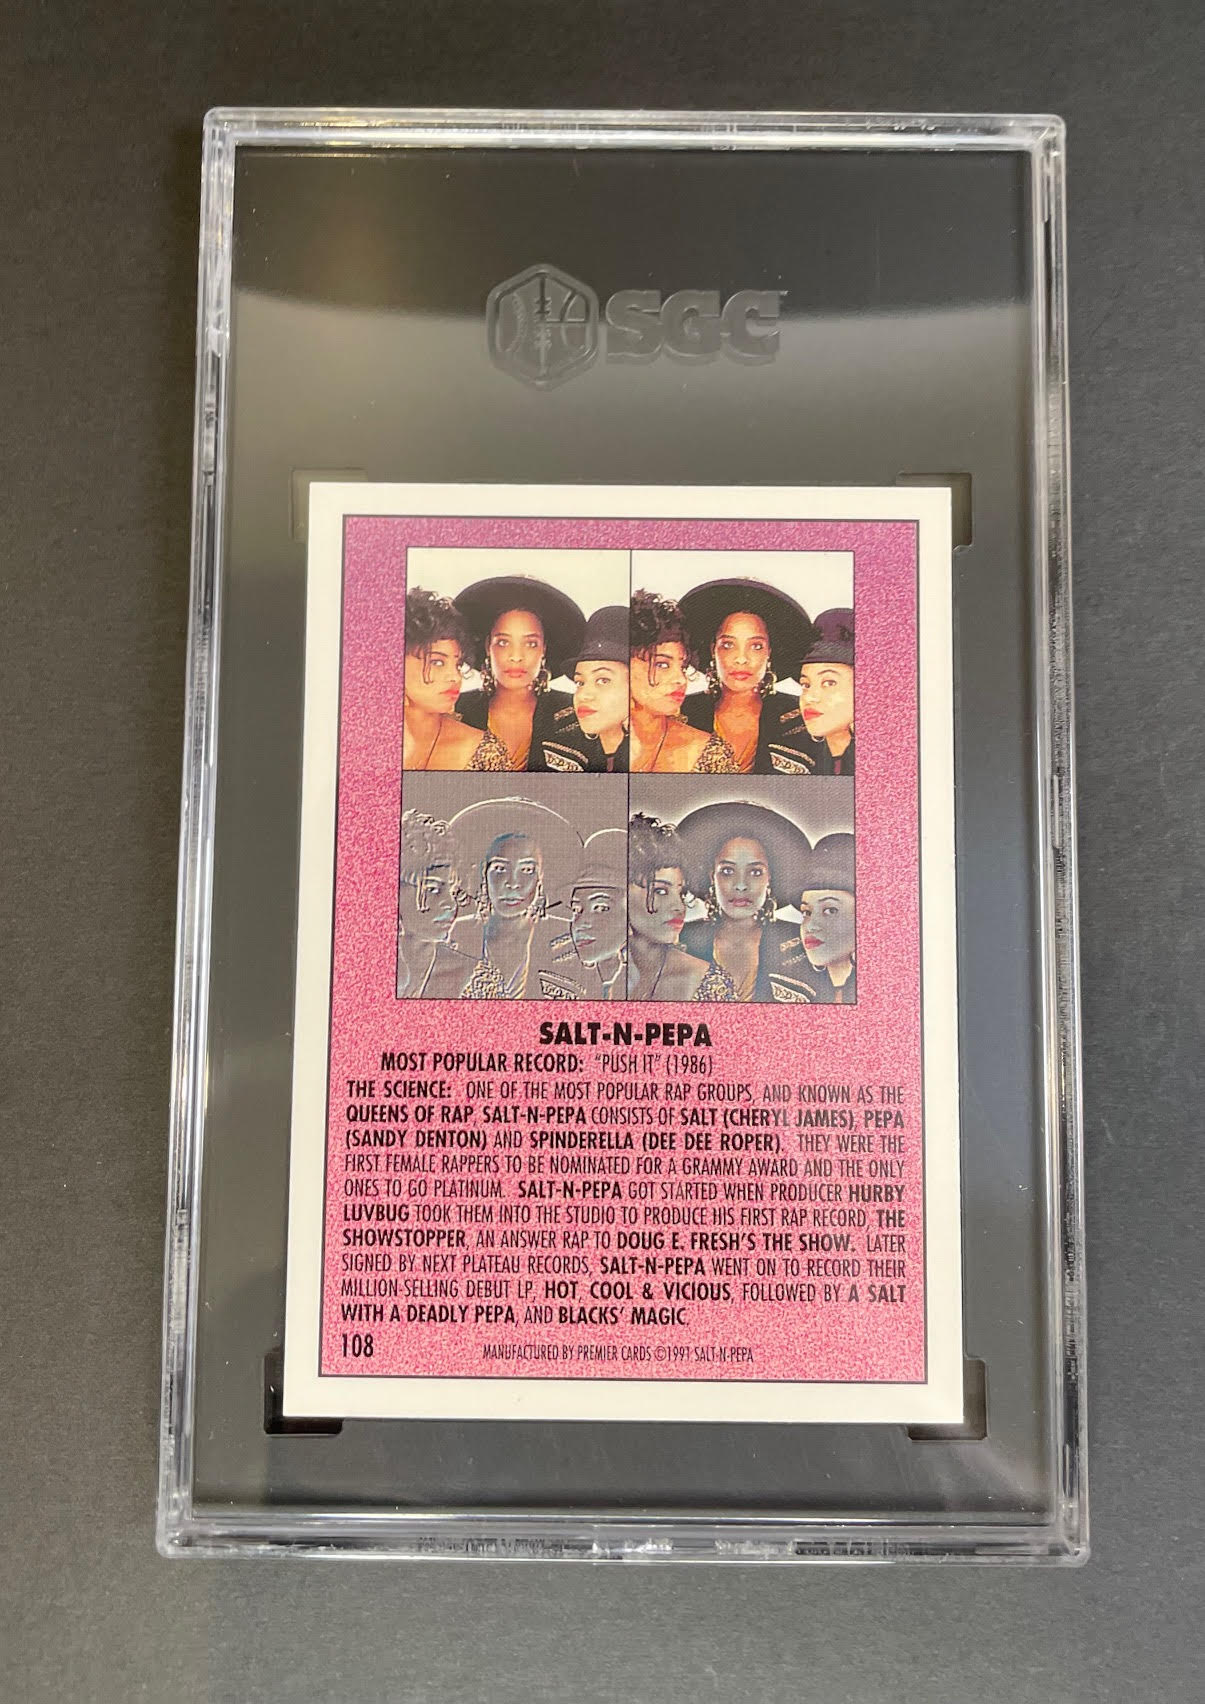 SGC
SALT-N-PEPA
MOST POPULAR RECORD: "PUSH IT" (1986)
THE SCIENCE: ONE OF THE MOST POPULAR RAP GROUPS, AND KNOWN AS THE
QUEENS OF RAP, SALT-N-PEPA CONSISTS OF SALT (CHERYL JAMES), PEPA
(SANDY DENTON) AND SPINDERELLA (DEE DEE ROPER). THEY WERE THE
FIRST FEMALE RAPPERS TO BE NOMINATED FOR A GRAMMY AWARD AND THE ONLY
ONES TO GO PLATINUM. SALT-N-PEPA GOT STARTED WHEN PRODUCER HURBY
LUVBUG TOOK THEM INTO THE STUDIO TO PRODUCE HIS FIRST RAP RECORD, THE
SHOWSTOPPER, AN ANSWER RAP TO DOUG E. FRESH'S THE SHOW. LATER
SIGNED BY NEXT PLATEAU RECORDS, SALT-N-PEPA WENT ON TO RECORD THEIR
MILLION-SELLING DEBUT LP, HOT, COOL & VICIOUS, FOLLOWED BY A SALT
WITH A DEADLY PEPA, AND BLACKS' MAGIC.
108 MANUFACTURED BY PREMIER CARDS ©1991 SALT-N-PEPA